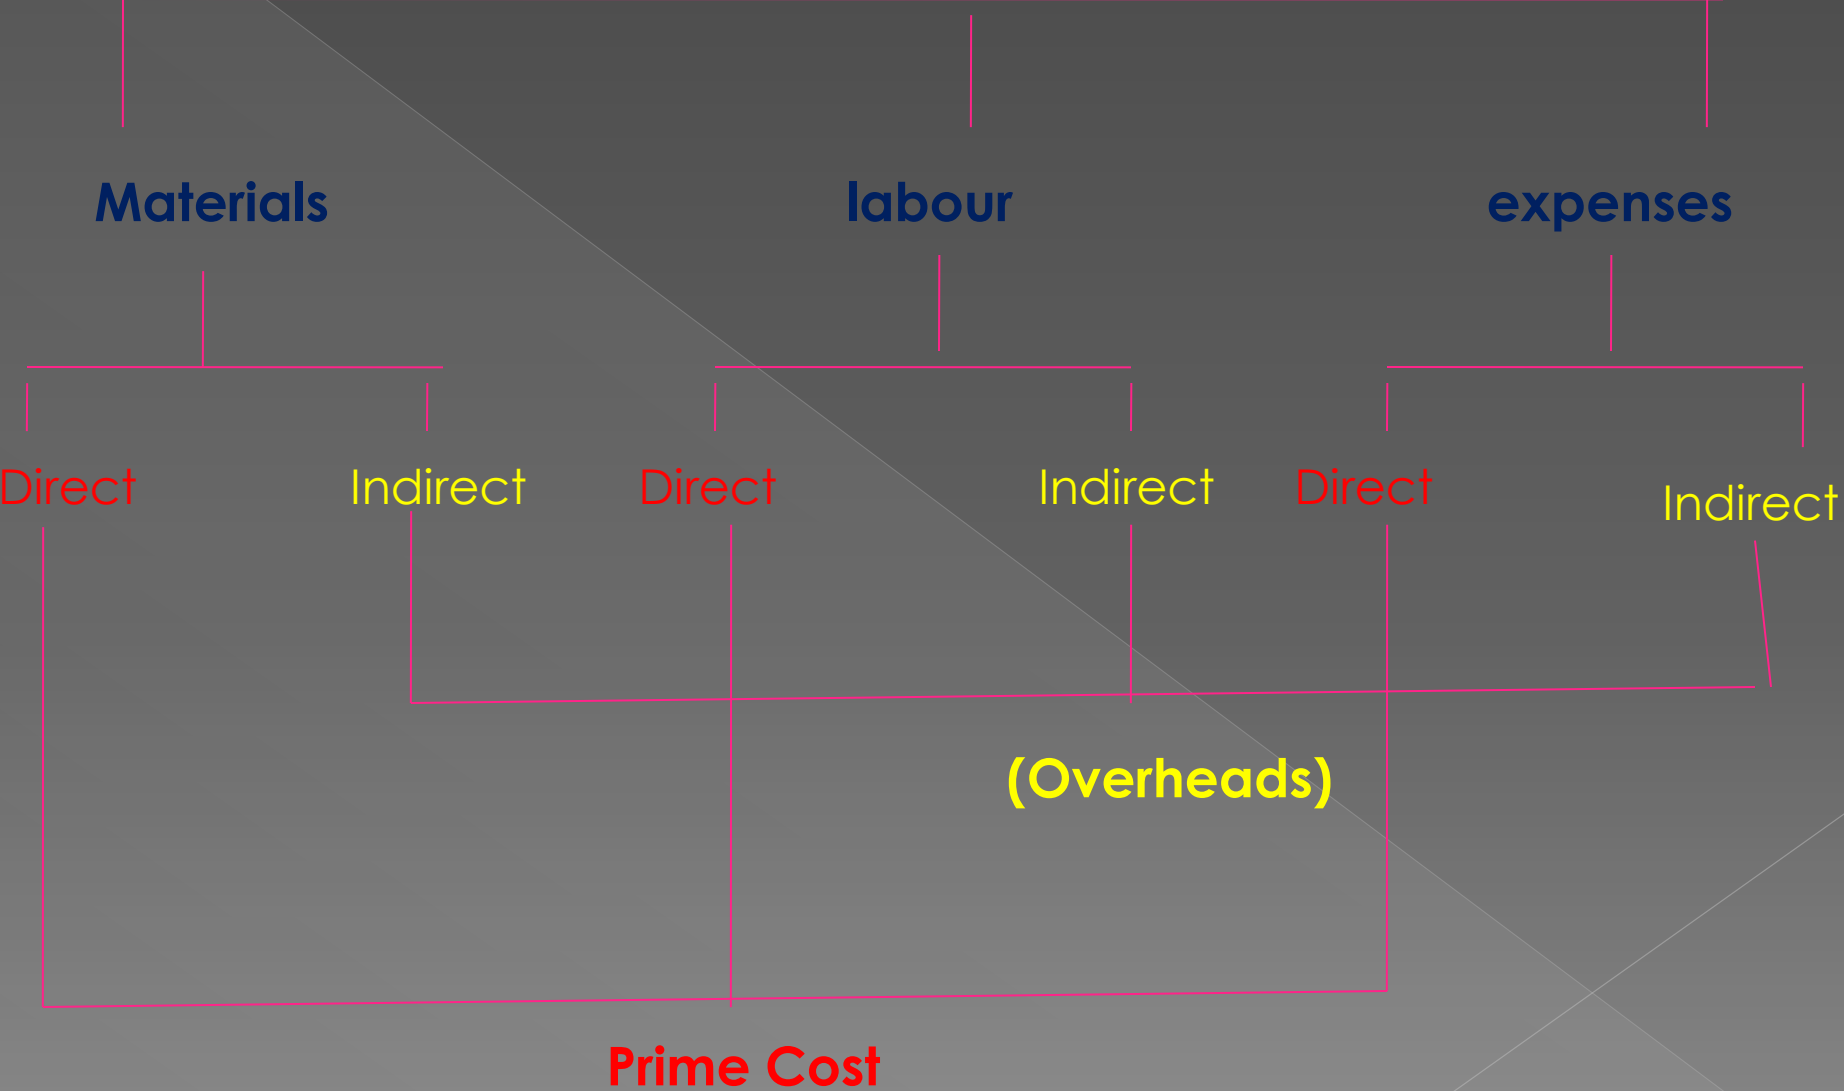 Materials
labour
expenses
Direct
Indirect
Direct
Indirect
Direct
Indirect
(Overheads)
Prime Cost